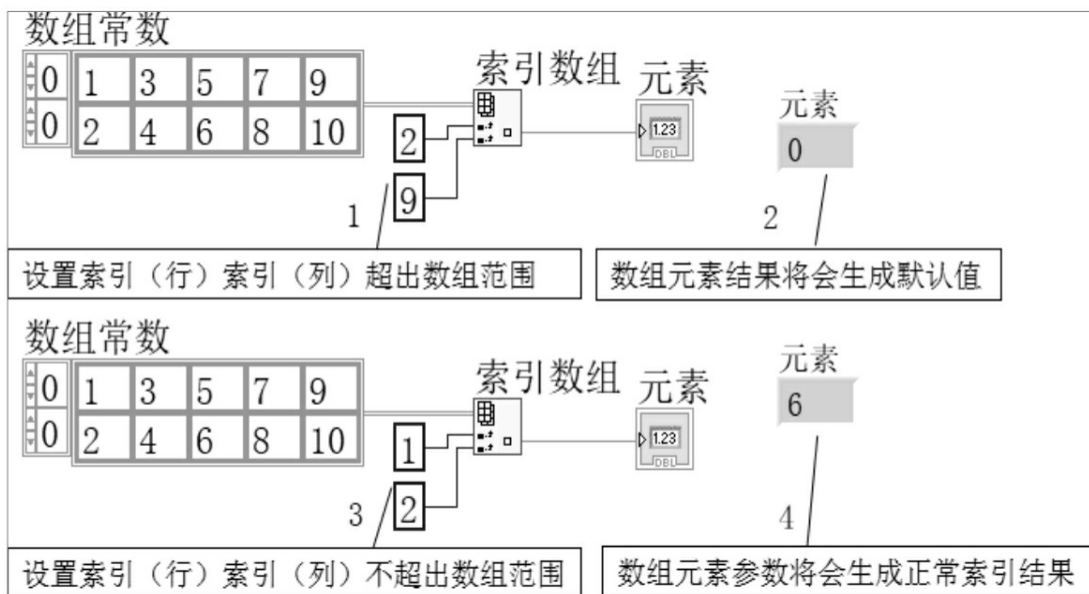 数组常数
0 1 3 5 7 9
0 2 4 6 8 10
索引数组
元素
1.23
DBL
2
9
元素
0
1
2
设置索引（行）索引（列）超出数组范围
数组元素结果将会生成默认值
数组常数
0 1 3 5 7 9
0 2 4 6 8 10
索引数组
元素
1.23
DBL
1
2
元素
6
3
4
设置索引（行）索引（列）不超出数组范围
数组元素参数将会生成正常索引结果